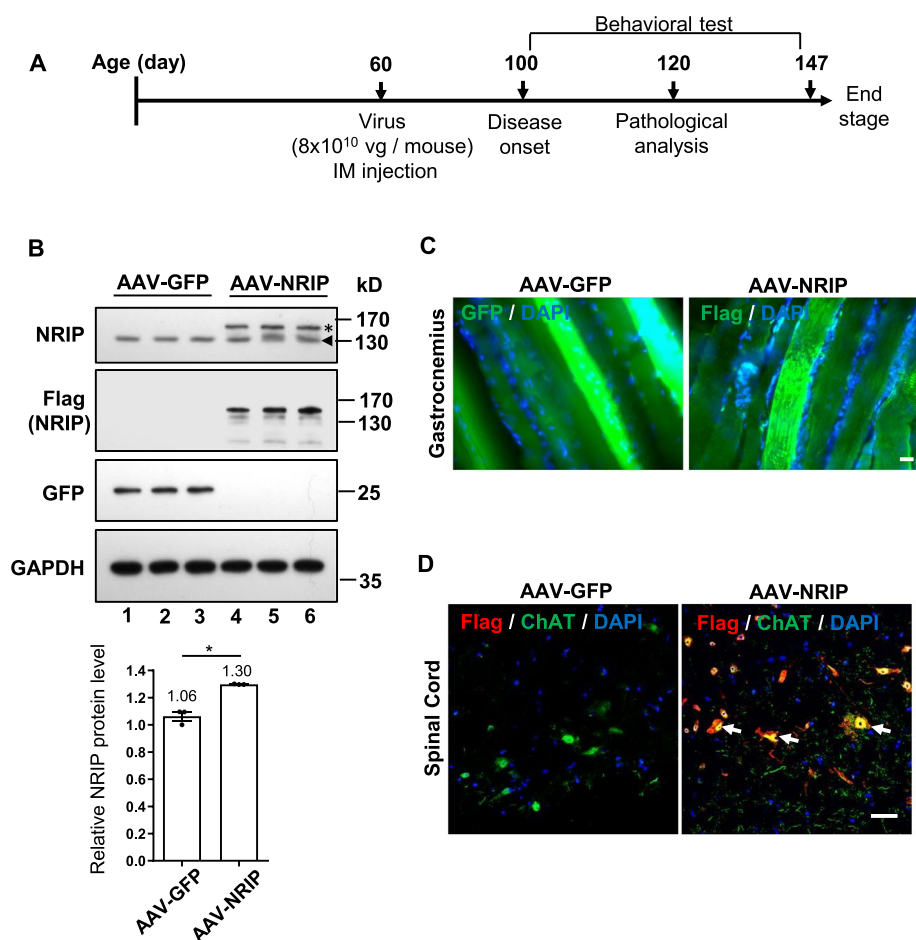 Behavioral test
A
Age (day)
60
100
120
147
Virus
(8x10¹⁰ vg / mouse)
IM injection
Disease
onset
Pathological
analysis
End
stage
B
AAV-GFP
AAV-NRIP
kD
NRIP
170
*
130
Flag
(NRIP)
170
130
GFP
25
GAPDH
35
1 2 3 4 5 6
Relative NRIP protein level
1.4
1.2
1.0
0.8
0.6
0.4
0.2
0.0
1.06
*
1.30
AAV-GFP
AAV-NRIP
C
AAV-GFP
AAV-NRIP
Gastrocnemius
GFP / DAPI
Flag / DAPI
D
AAV-GFP
AAV-NRIP
Spinal Cord
Flag / ChAT / DAPI
Flag / ChAT / DAPI